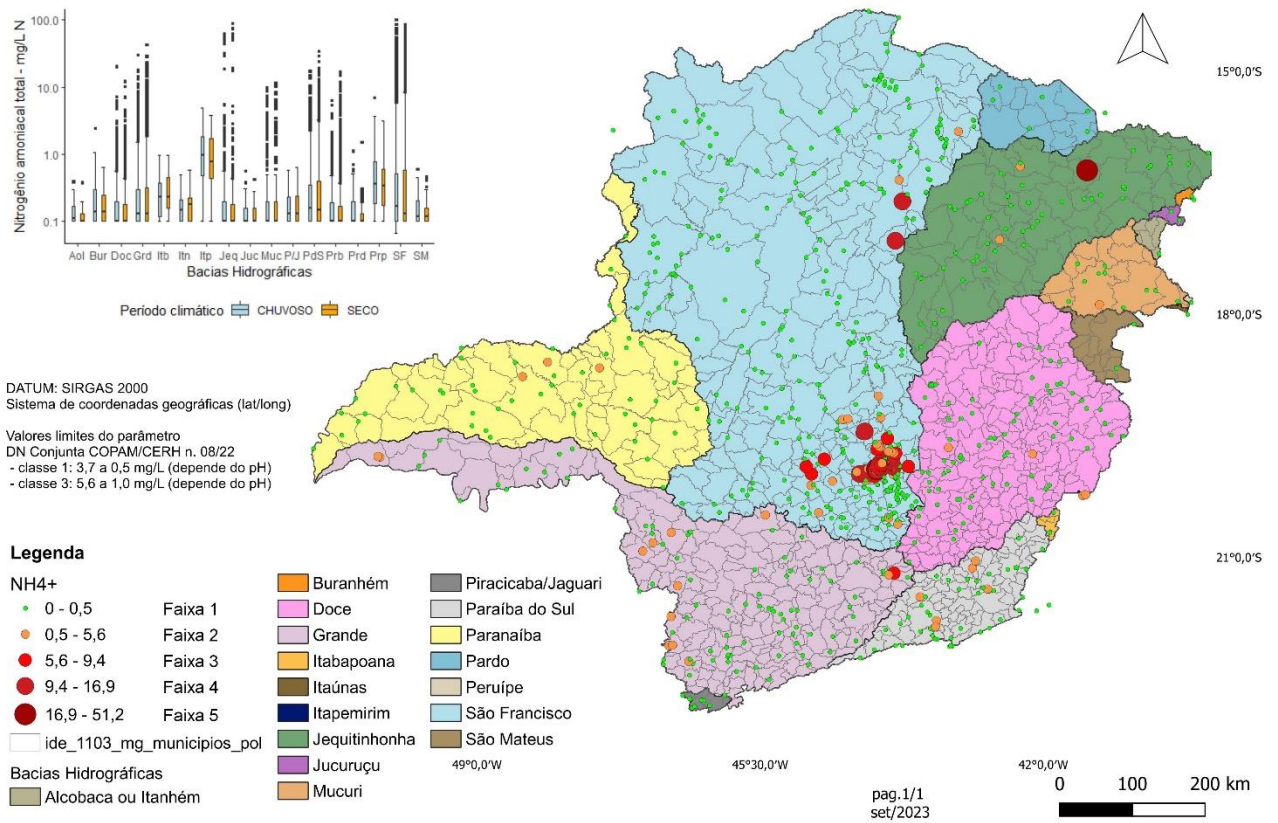 100.0
10.0
1.0
0.1
Nitrogênio amoniacal total - mg/L N
Aol Bur Doc Grd Itb Itn Itp Jeq Juc Muc P/J PdS Prb Prd Prp SF SM
Bacias Hidrográficas
Período climático CHUVOSO SECO
15°0,0'S
18°0,0'S
21°0,0'S
DATUM: SIRGAS 2000
Sistema de coordenadas geográficas (lat/long)
Valores limites do parâmetro
DN Conjunta COPAM/CERH n. 08/22
- classe 1: 3,7 a 0,5 mg/L (depende do pH)
- classe 3: 5,6 a 1,0 mg/L (depende do pH)
Legenda
NH4+
0 - 0,5 Faixa 1
0,5 - 5,6 Faixa 2
5,6 - 9,4 Faixa 3
9,4 - 16,9 Faixa 4
16,9 - 51,2 Faixa 5
ide_1103_mg_municipios_pol
Bacias Hidrográficas
Alcobaca ou Itanhém
Buranhém
Doce
Grande
Itabapoana
Itaúnas
Itapemirim
Jequitinhonha
Jucuruçu
Mucuri
Piracicaba/Jaguari
Paraíba do Sul
Paranaíba
Pardo
Peruípe
São Francisco
São Mateus
49°0,0'W 45°30,0'W 42°0,0'W
pag.1/1
set/2023
0 100 200 km